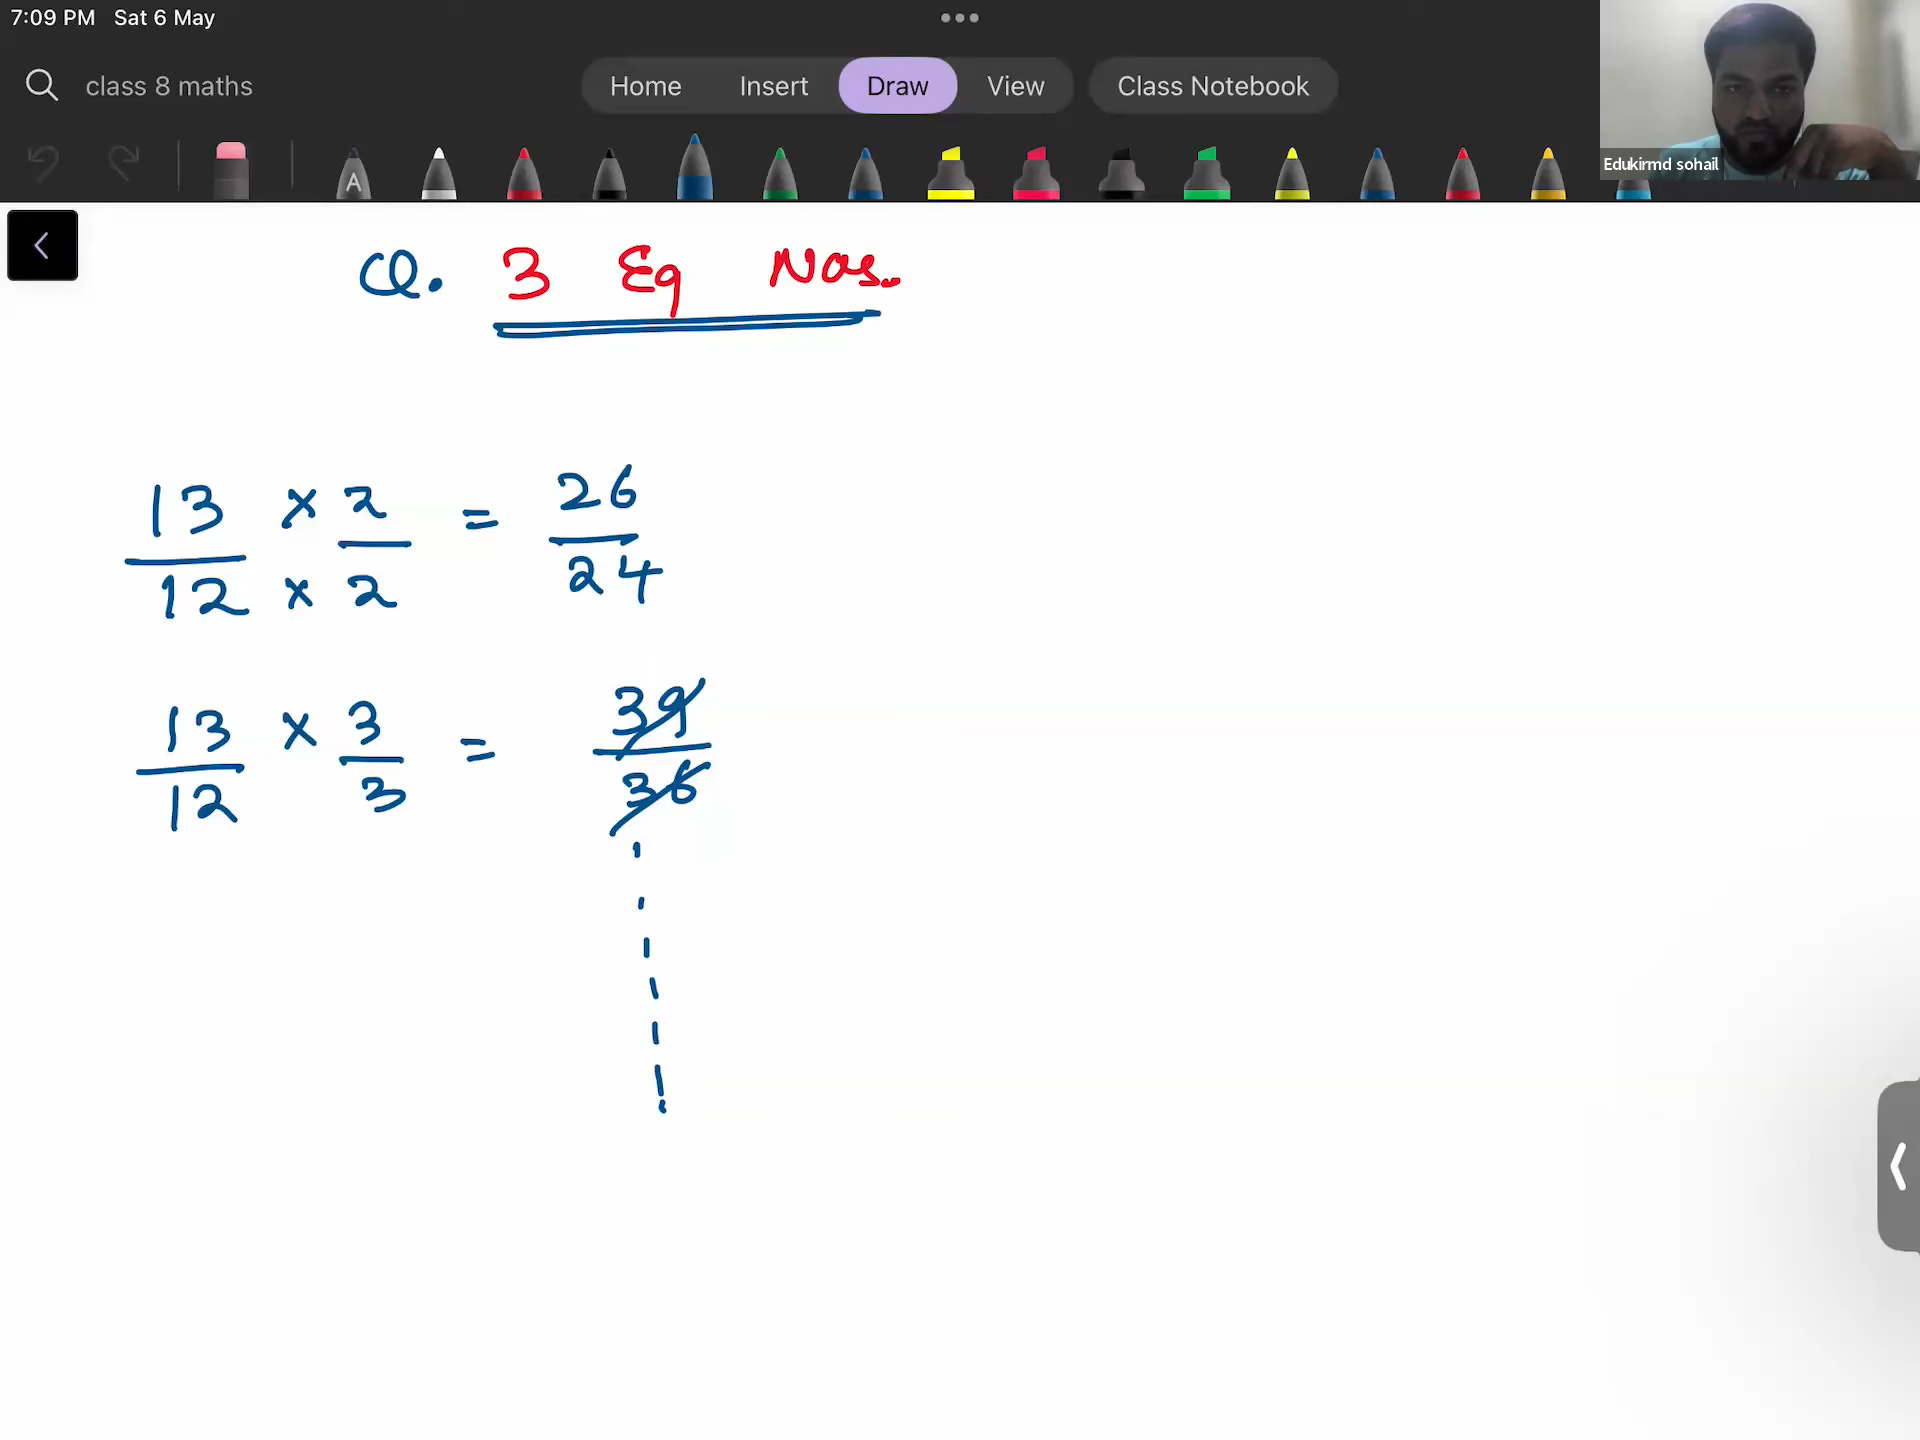 7:09 PM Sat 6 May
class 8 maths
Home Insert Draw View Class Notebook
A
Edukirmd sohail
Q. 3 Eq Nos.
13/12 × 2/2 = 26/24
13/12 × 3/3 = 39/36